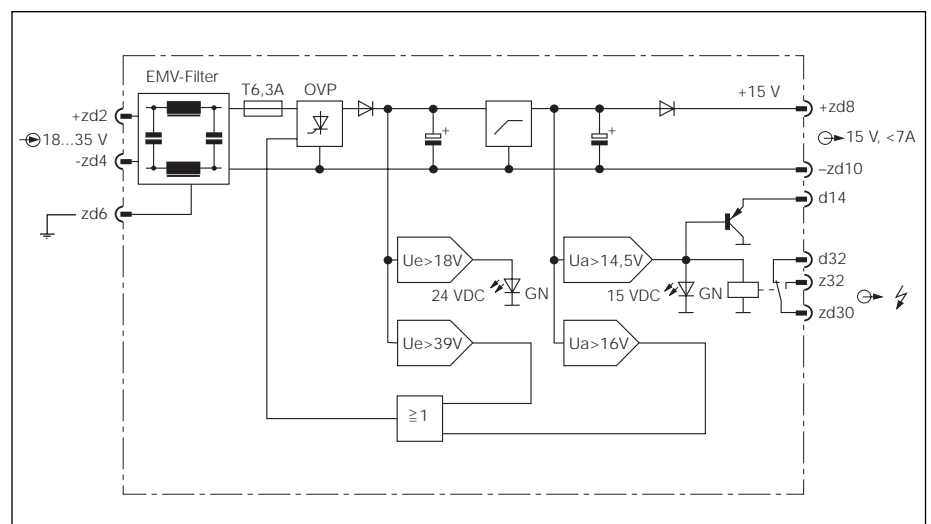 EMV-Filter
T6,3A
OVP
+15 V
+zd2
+zd8
18...35 V
15 V, <7A
-zd4
–zd10
zd6
d14
Ue>18V
Ua>14,5V
d32
24 VDC
GN
15 VDC
GN
z32
zd30
Ue>39V
Ua>16V
≧1
+
+